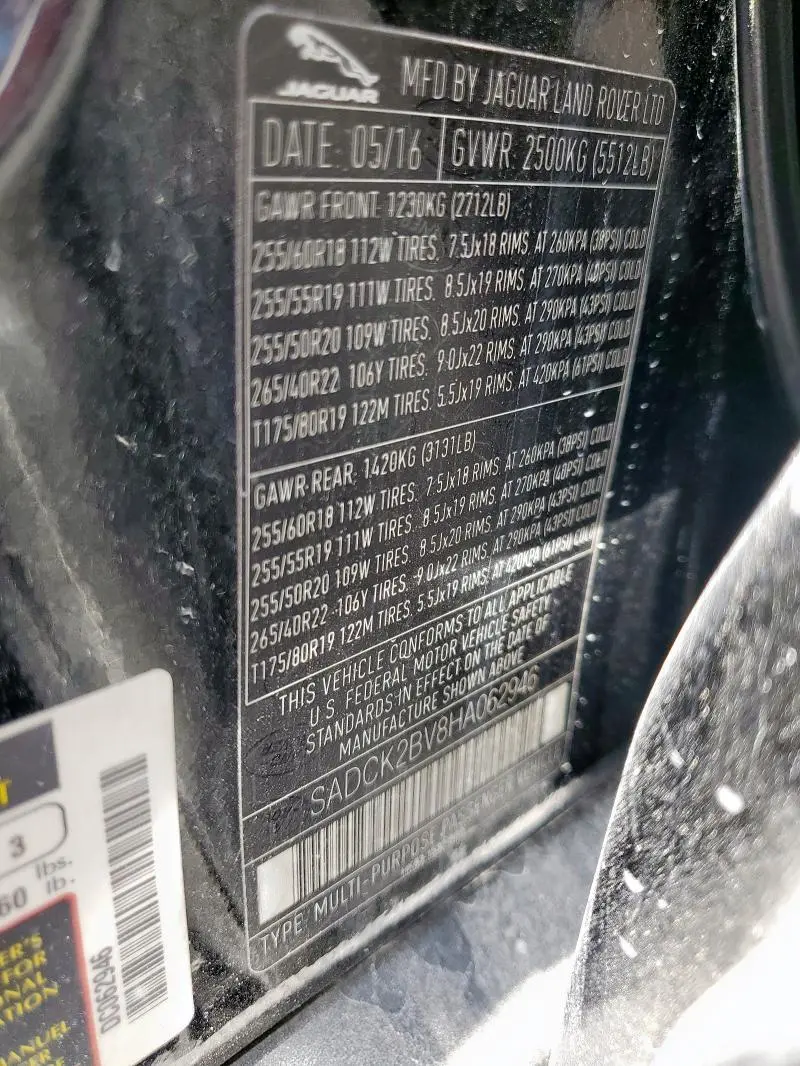 JAGUAR
MFD BY JAGUAR LAND ROVER LTD
DATE: 05/16 GVWR: 2500KG (5512LB)
GAWR FRONT 1230KG (2712LB)
255/60R18 112W TIRES, 7.5Jx18 RIMS, AT 260KPA (38PSI) COLD
255/55R19 111W TIRES, 8.5Jx19 RIMS, AT 270KPA (40PSI) COLD
255/50R20 109W TIRES, 8.5Jx20 RIMS, AT 290KPA (43PSI) COLD
265/40R22 106Y TIRES, 9.0Jx22 RIMS, AT 290KPA (43PSI) COLD
T175/80R19 122M TIRES, 5.5Jx19 RIMS, AT 420KPA (61PSI) COLD
GAWR REAR: 1420KG (3131LB)
255/60R18 112W TIRES, 7.5Jx18 RIMS, AT 260KPA (38PSI) COLD
255/55R19 111W TIRES, 8.5Jx19 RIMS, AT 270KPA (40PSI) COLD
255/50R20 109W TIRES, 8.5Jx20 RIMS, AT 290KPA (43PSI) COLD
265/40R22 106Y TIRES, 9.0Jx22 RIMS, AT 290KPA (43PSI) COLD
T175/80R19 122M TIRES, 5.5Jx19 RIMS, AT 420KPA (61PSI) COLD
THIS VEHICLE CONFORMS TO ALL APPLICABLE
U.S. FEDERAL MOTOR VEHICLE SAFETY
STANDARDS IN EFFECT ON THE DATE OF
MANUFACTURE SHOWN ABOVE
SADCK2BV8HA062946
TYPE: MULTI-PURPOSE PASSENGER VEHICLE
T
3
lbs.
60 lb.
ER'S
FOR
ONAL
ATION
MANUEL
DC062946